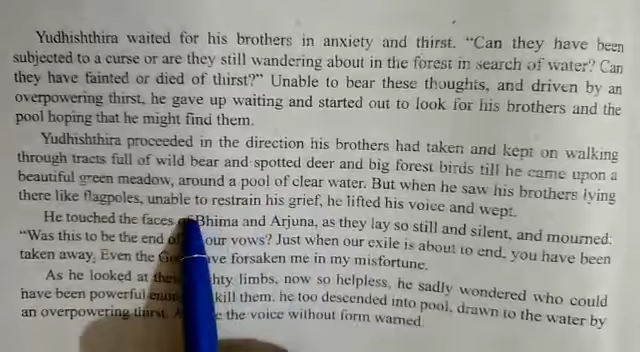 Yudhishthira waited for his brothers in anxiety and thirst. “Can they have been
subjected to a curse or are they still wandering about in the forest in search of water? Can
they have fainted or died of thirst?” Unable to bear these thoughts, and driven by an
overpowering thirst, he gave up waiting and started out to look for his brothers and the
pool hoping that he might find them.
Yudhishthira proceeded in the direction his brothers had taken and kept on walking
through tracts full of wild bear and spotted deer and big forest birds till he came upon a
beautiful green meadow, around a pool of clear water. But when he saw his brothers lying
there like flagpoles, unable to restrain his grief, he lifted his voice and wept.
He touched the faces Bhima and Arjuna, as they lay so still and silent, and mourned:
“Was this to be the end our vows? Just when our exile is about to end, you have been
taken away. Even the forsaken me in my misfortune.
As he looked at limbs, now so helpless, he sadly wondered who could
have been powerful kill them. he too descended into pool, drawn to the water by
an overpowering thirst. the voice without form warned.